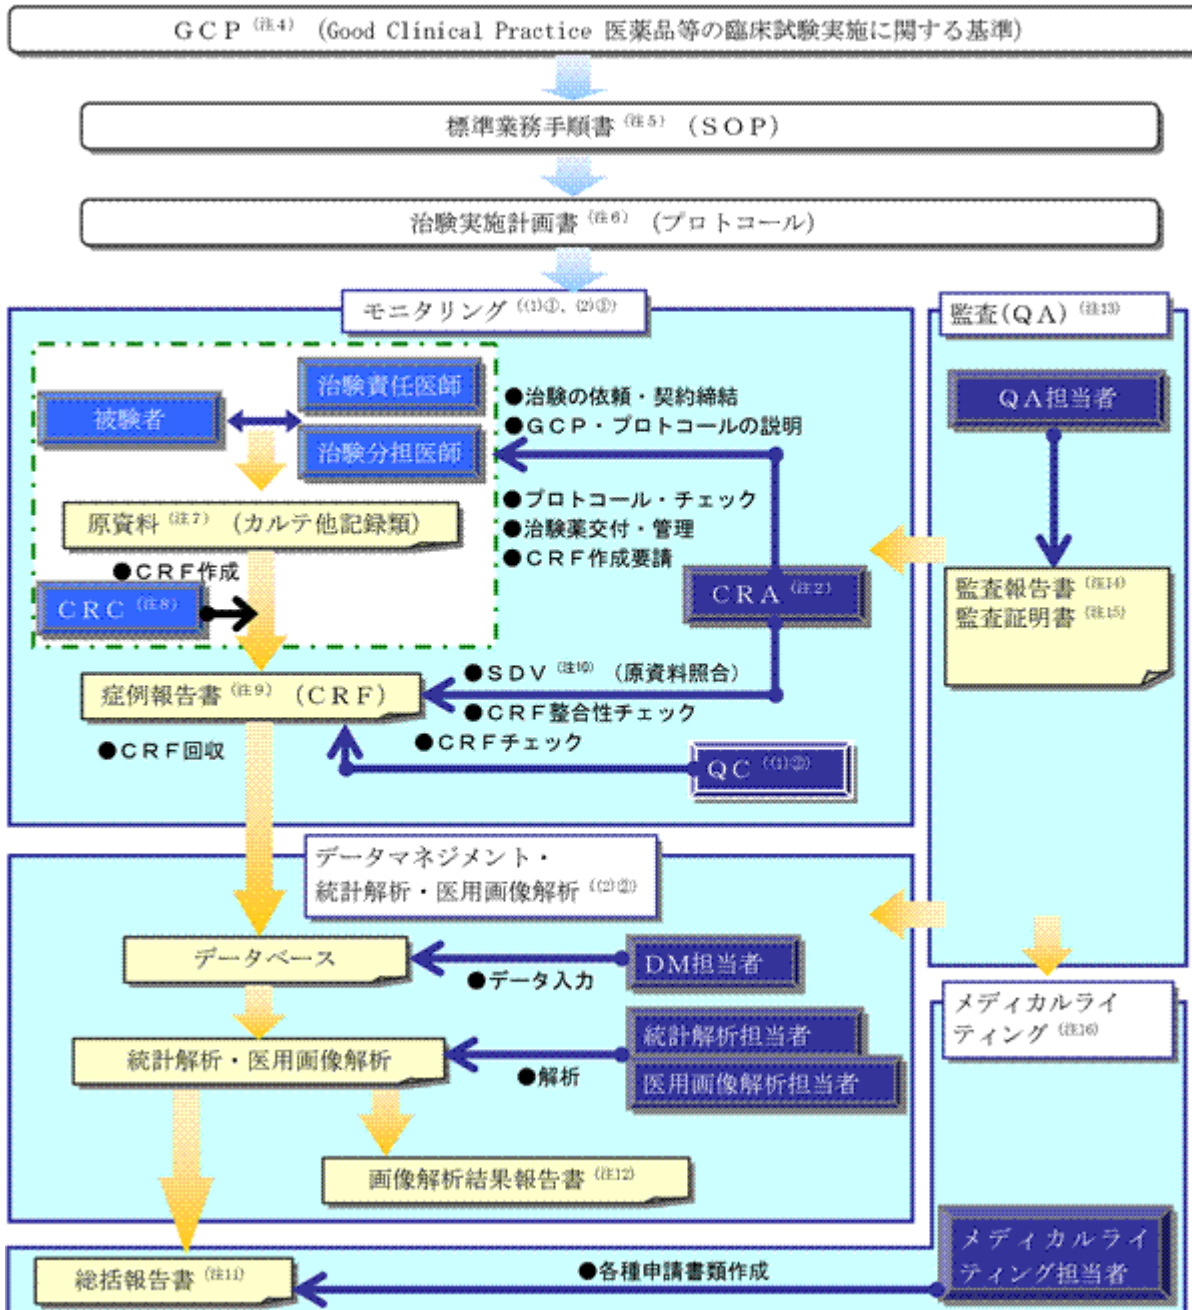 ＧＣＰ（注４） （Good Clinical Practice 医薬品等の臨床試験実施に関する基準）
標準業務手順書（注５） （ＳＯＰ）
治験実施計画書（注６） （プロトコール）
モニタリング（(1)①、(2)①）
治験責任医師
被験者
治験分担医師
●治験の依頼・契約締結
●ＧＣＰ・プロトコールの説明
原資料（注７） （カルテ他記録類）
●プロトコール・チェック
●治験薬交付・管理
●ＣＲＦ作成要請
●ＣＲＦ作成
ＣＲＣ（注８）
ＣＲＡ（注２）
●ＳＤＶ（注10） （原資料照合）
症例報告書（注９） （ＣＲＦ）
●ＣＲＦ整合性チェック
●ＣＲＦ回収
●ＣＲＦチェック
ＱＣ（(1)②）
監査（ＱＡ）（注13）
ＱＡ担当者
監査報告書（注14）
監査証明書（注15）
データマネジメント・
統計解析・医用画像解析（(2)②）
データベース
DM担当者
●データ入力
統計解析・医用画像解析
統計解析担当者
●解析
医用画像解析担当者
画像解析結果報告書（注12）
メディカルライ
ティング（注16）
メディカルライ
ティング担当者
●各種申請書類作成
総括報告書（注11）